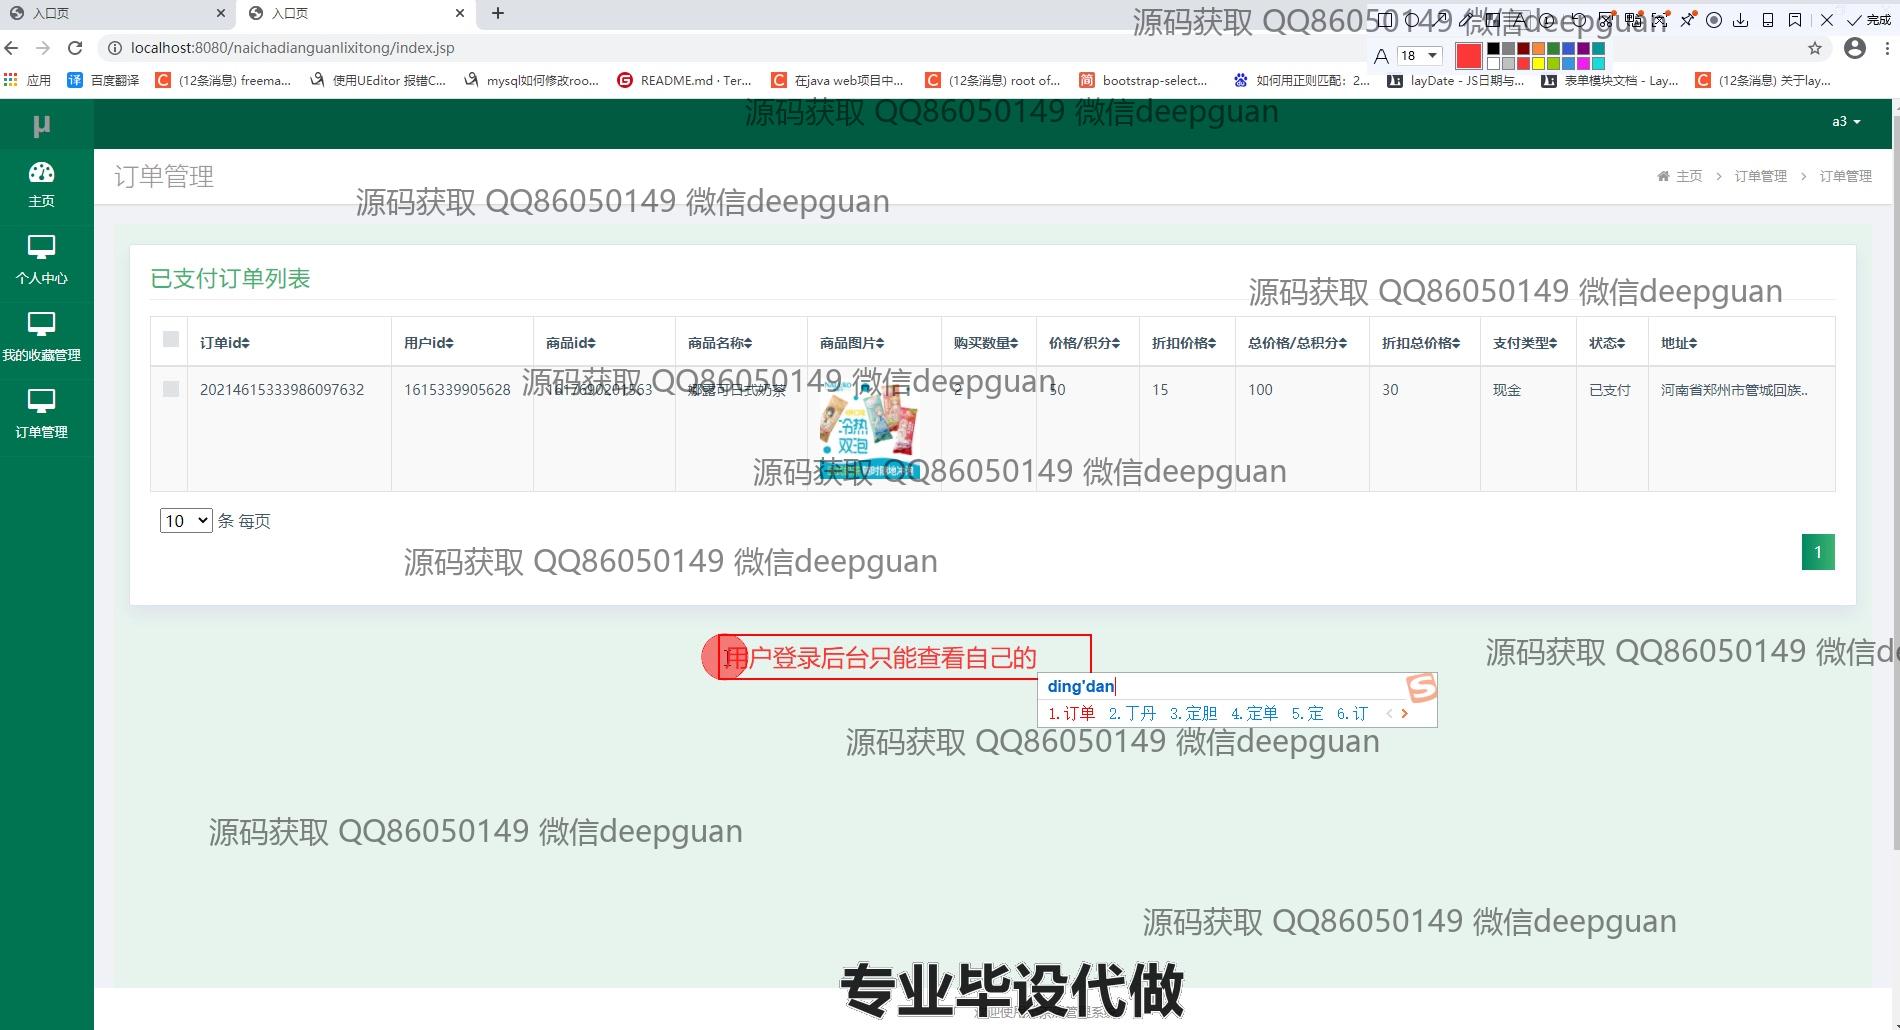 入口页
入口页
源码获取 QQ86050149 微信deepguan
完成
localhost:8080/naichadianguanlixitong/index.jsp
A 18
应用 百度翻译 (12条消息) freema... 使用UEditor 报错C... mysql如何修改roo... README.md · Ter... 在java web项目中... (12条消息) root of... bootstrap-select... 如何用正则匹配：2... layDate - JS日期与... 表单模块文档 - Lay... (12条消息) 关于lay...
源码获取 QQ86050149 微信deepguan
μ
a3
主页
个人中心
我的收藏管理
订单管理
订单管理
主页 > 订单管理 > 订单管理
源码获取 QQ86050149 微信deepguan
已支付订单列表
源码获取 QQ86050149 微信deepguan
订单id 用户id 商品id 商品名称 商品图片 购买数量 价格/积分 折扣价格 总价格/总积分 折扣总价格 支付类型 状态 地址
20214615333986097632 1615339905628 1617690201563 娜露可日式奶茶 2 50 15 100 30 现金 已支付 河南省郑州市管城回族..
源码获取 QQ86050149 微信deepguan
冷热
双泡
源码获取 QQ86050149 微信deepguan
10 条 每页
1
源码获取 QQ86050149 微信deepguan
用户登录后台只能查看自己的
源码获取 QQ86050149 微信de
ding'dan
1.订单 2.丁丹 3.定胆 4.定单 5.定 6.订
源码获取 QQ86050149 微信deepguan
源码获取 QQ86050149 微信deepguan
源码获取 QQ86050149 微信deepguan
专业毕设代做